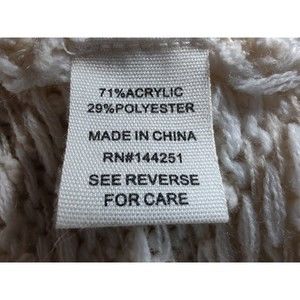 71%ACRYLIC
29%POLYESTER
MADE IN CHINA
RN#144251
SEE REVERSE
FOR CARE